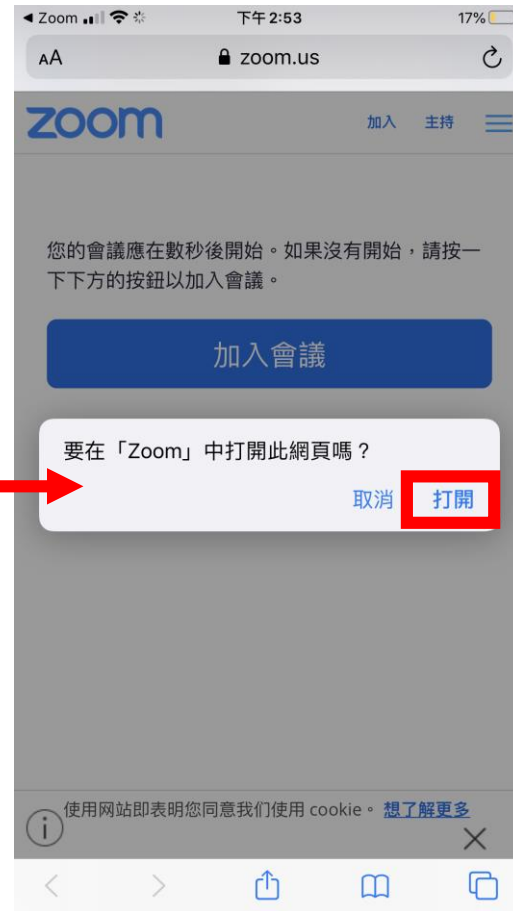 Zoom 下午 2:53 17%
AA zoom.us
zoom 加入 主持
您的會議應在數秒後開始。如果沒有開始，請按一
下下方的按鈕以加入會議。
加入會議
要在「Zoom」中打開此網頁嗎？
取消 打開
使用网站即表明您同意我们使用 cookie。想了解更多